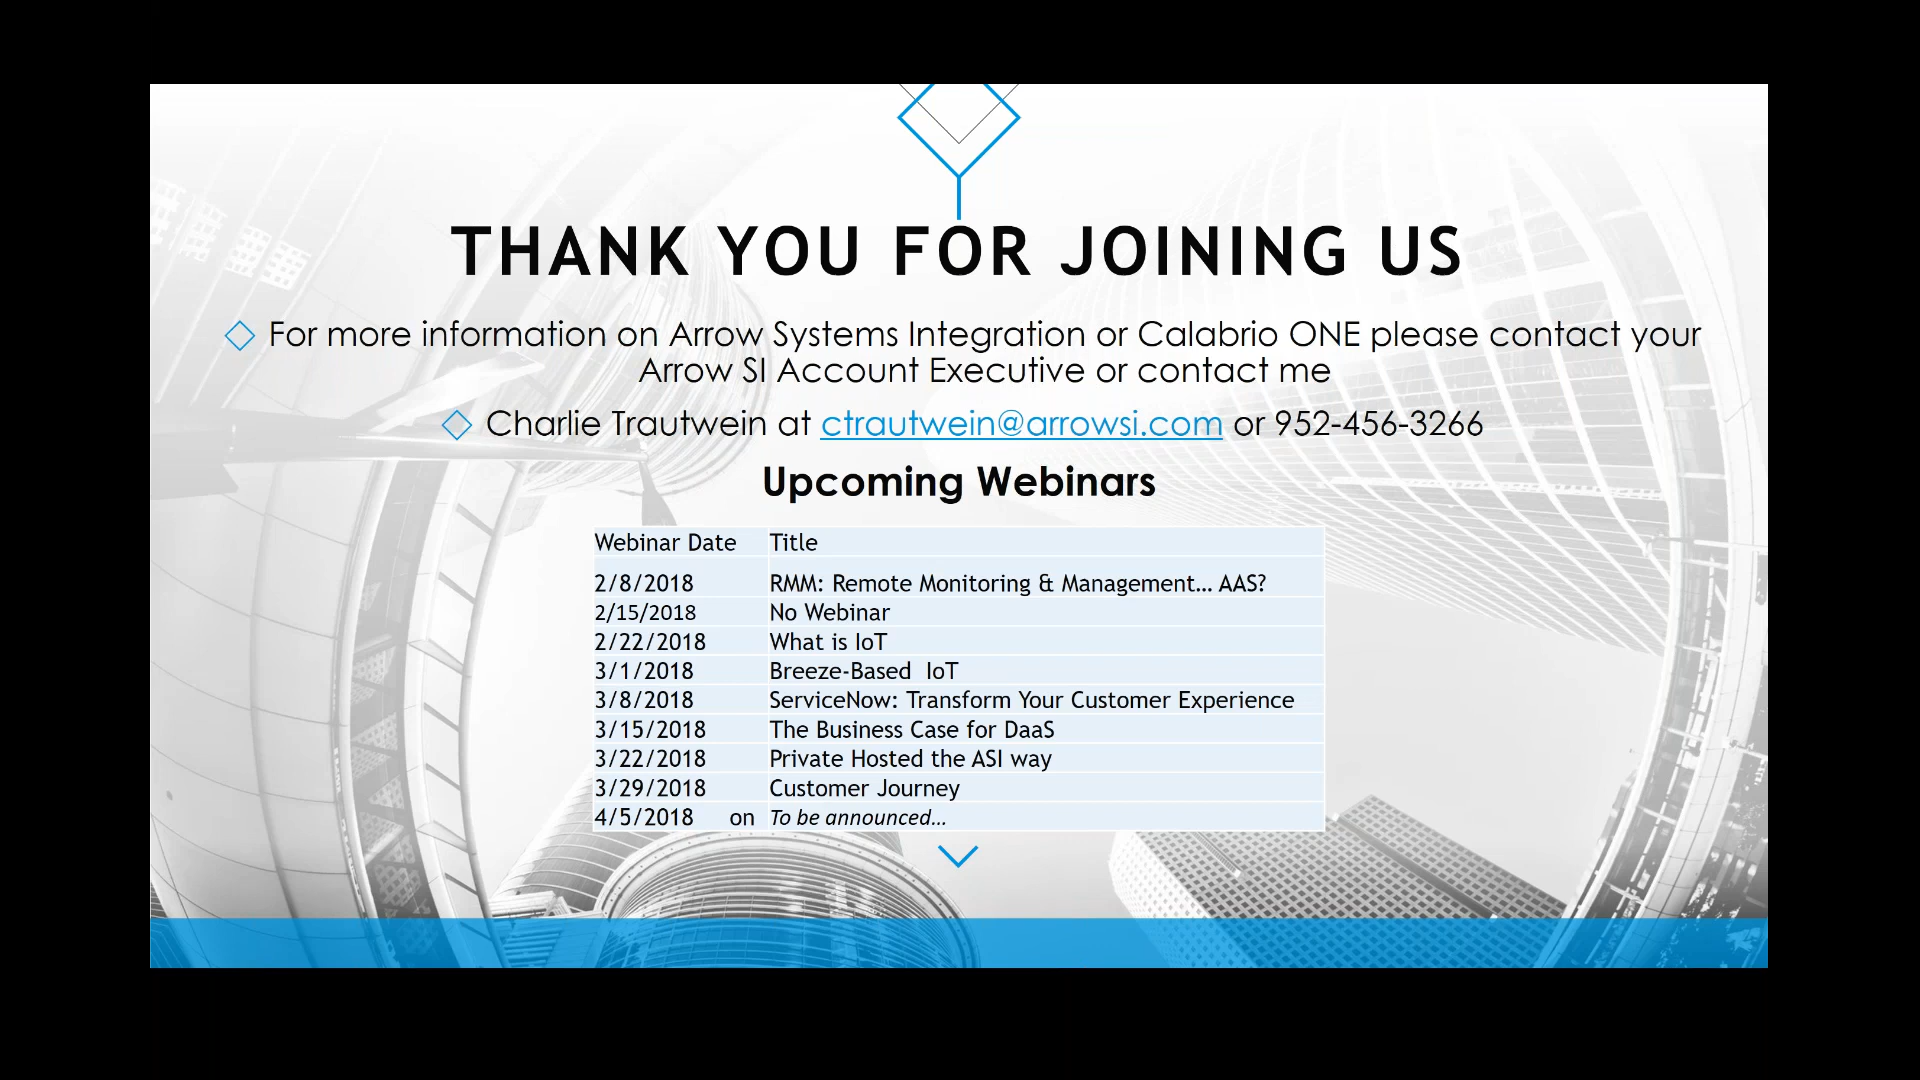 THANK YOU FOR JOINING US
For more information on Arrow Systems Integration or Calabrio ONE please contact your
Arrow SI Account Executive or contact me
Charlie Trautwein at ctrautwein@arrowsi.com or 952-456-3266
Upcoming Webinars
Webinar Date Title
2/8/2018 RMM: Remote Monitoring & Management... AAS?
2/15/2018 No Webinar
2/22/2018 What is IoT
3/1/2018 Breeze-Based IoT
3/8/2018 ServiceNow: Transform Your Customer Experience
3/15/2018 The Business Case for DaaS
3/22/2018 Private Hosted the ASI way
3/29/2018 Customer Journey
4/5/2018 on To be announced...